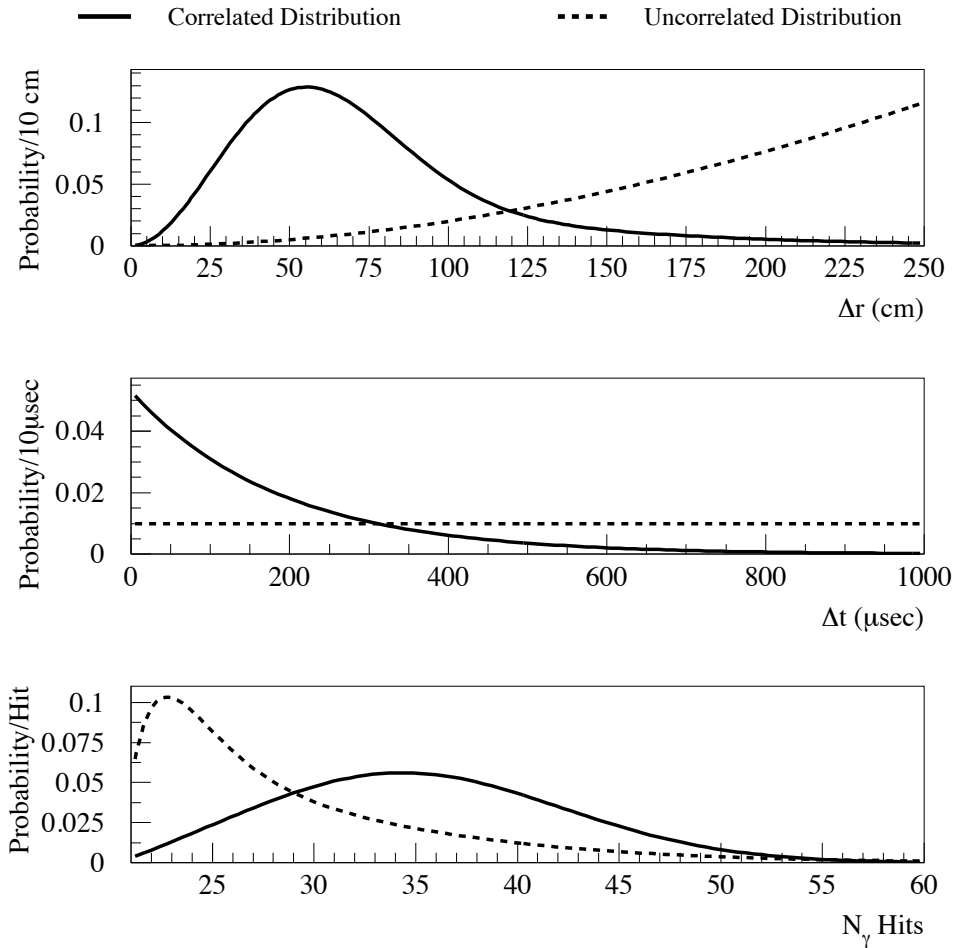 Correlated Distribution Uncorrelated Distribution
Probability/10 cm
0.1
0.05
0
0 25 50 75 100 125 150 175 200 225 250
Δr (cm)
Probability/10μsec
0.04
0.02
0
0 200 400 600 800 1000
Δt (μsec)
Probability/Hit
0.1
0.075
0.05
0.025
0
25 30 35 40 45 50 55 60
Nγ Hits